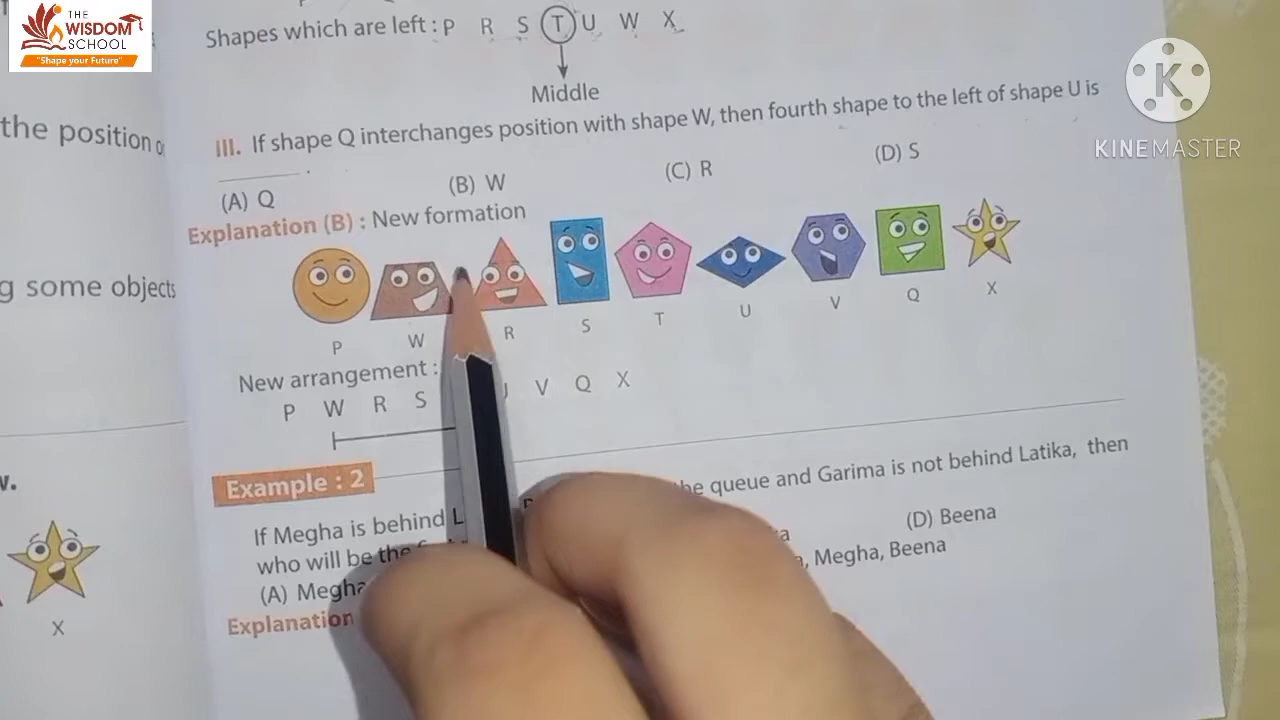 THE
WISDOM
SCHOOL
"Shape your Future"
KINEMASTER
the position
g some objects
v.
X
Shapes which are left : P R S T U W X
Middle
III. If shape Q interchanges position with shape W, then fourth shape to the left of shape U is
________ .
(A) Q (B) W (C) R (D) S
Explanation (B) : New formation
P W R S T U V Q X
New arrangement :
P W R S V Q X
Example : 2
If Megha is behind L the queue and Garima is not behind Latika, then
who will be the
(A) Megha (D) Beena
Explanation , Megha, Beena